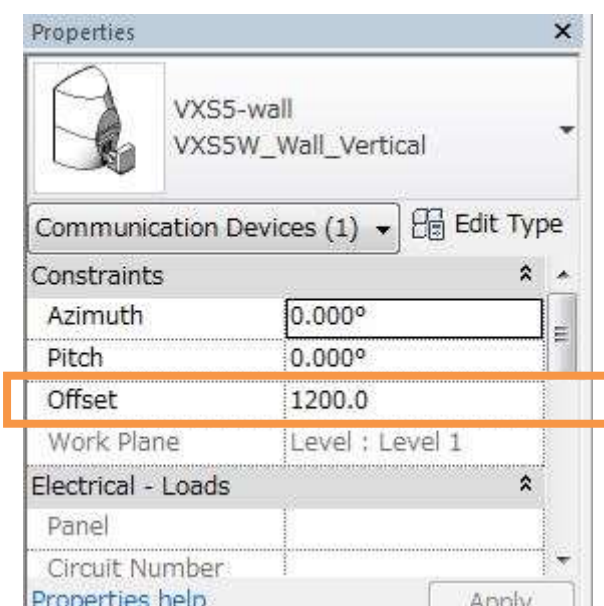 Properties
VXS5-wall
VXS5W_Wall_Vertical
Communication Devices (1) Edit Type
Constraints
Azimuth 0.000°
Pitch 0.000°
Offset 1200.0
Work Plane Level : Level 1
Electrical - Loads
Panel
Circuit Number
Properties help Apply